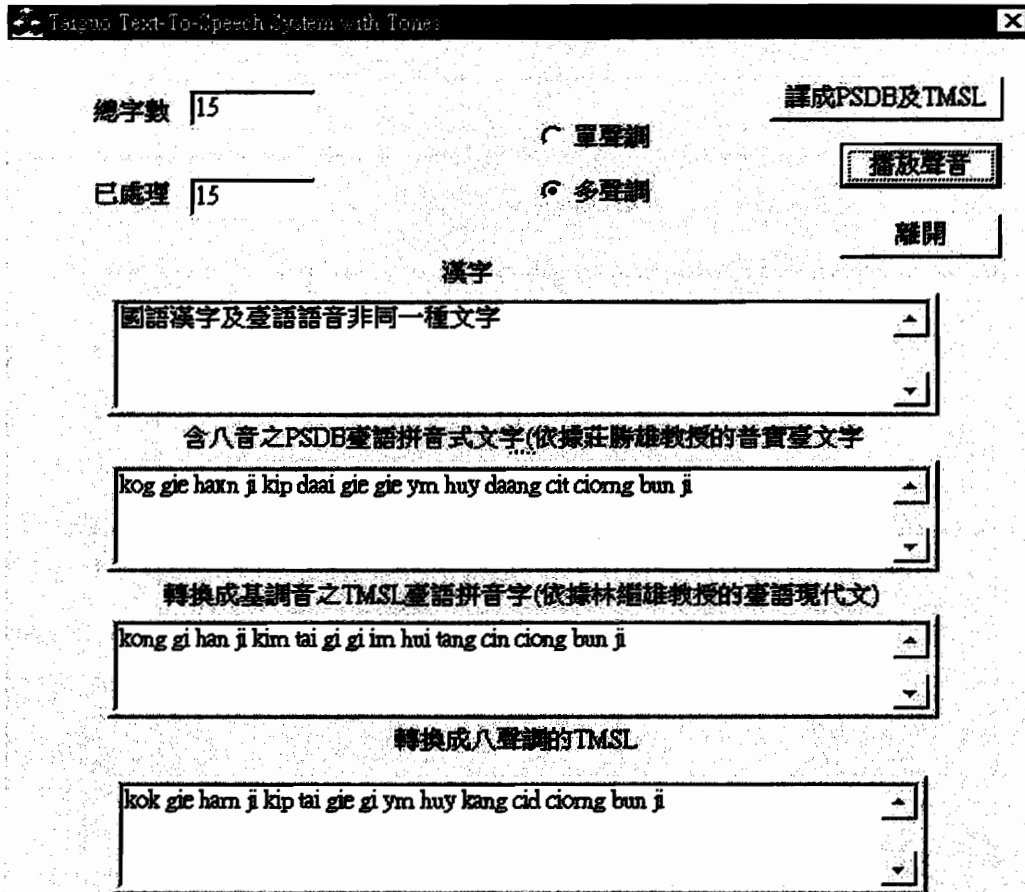 Taiguo Text-To-Speech System with Tones
總字數 15
譯成PSDB及TMSL
單聲調
播放聲音
已處理 15
多聲調
離開
漢字
國語漢字及臺語語音非同一種文字
含八音之PSDB臺語拼音式文字(依據莊勝雄教授的普實臺文字
kog gie haxn ji kip daai gie gie ym huy daang cit ciorng bun ji
轉換成基調音之TMSL臺語拼音字(依據林繼雄教授的臺語現代文)
kong gi han ji kim tai gi gi im hui tang cin ciong bun ji
轉換成八聲調的TMSL
kok gie harn ji kip tai gie gi ym huy kang cid ciorng bun ji